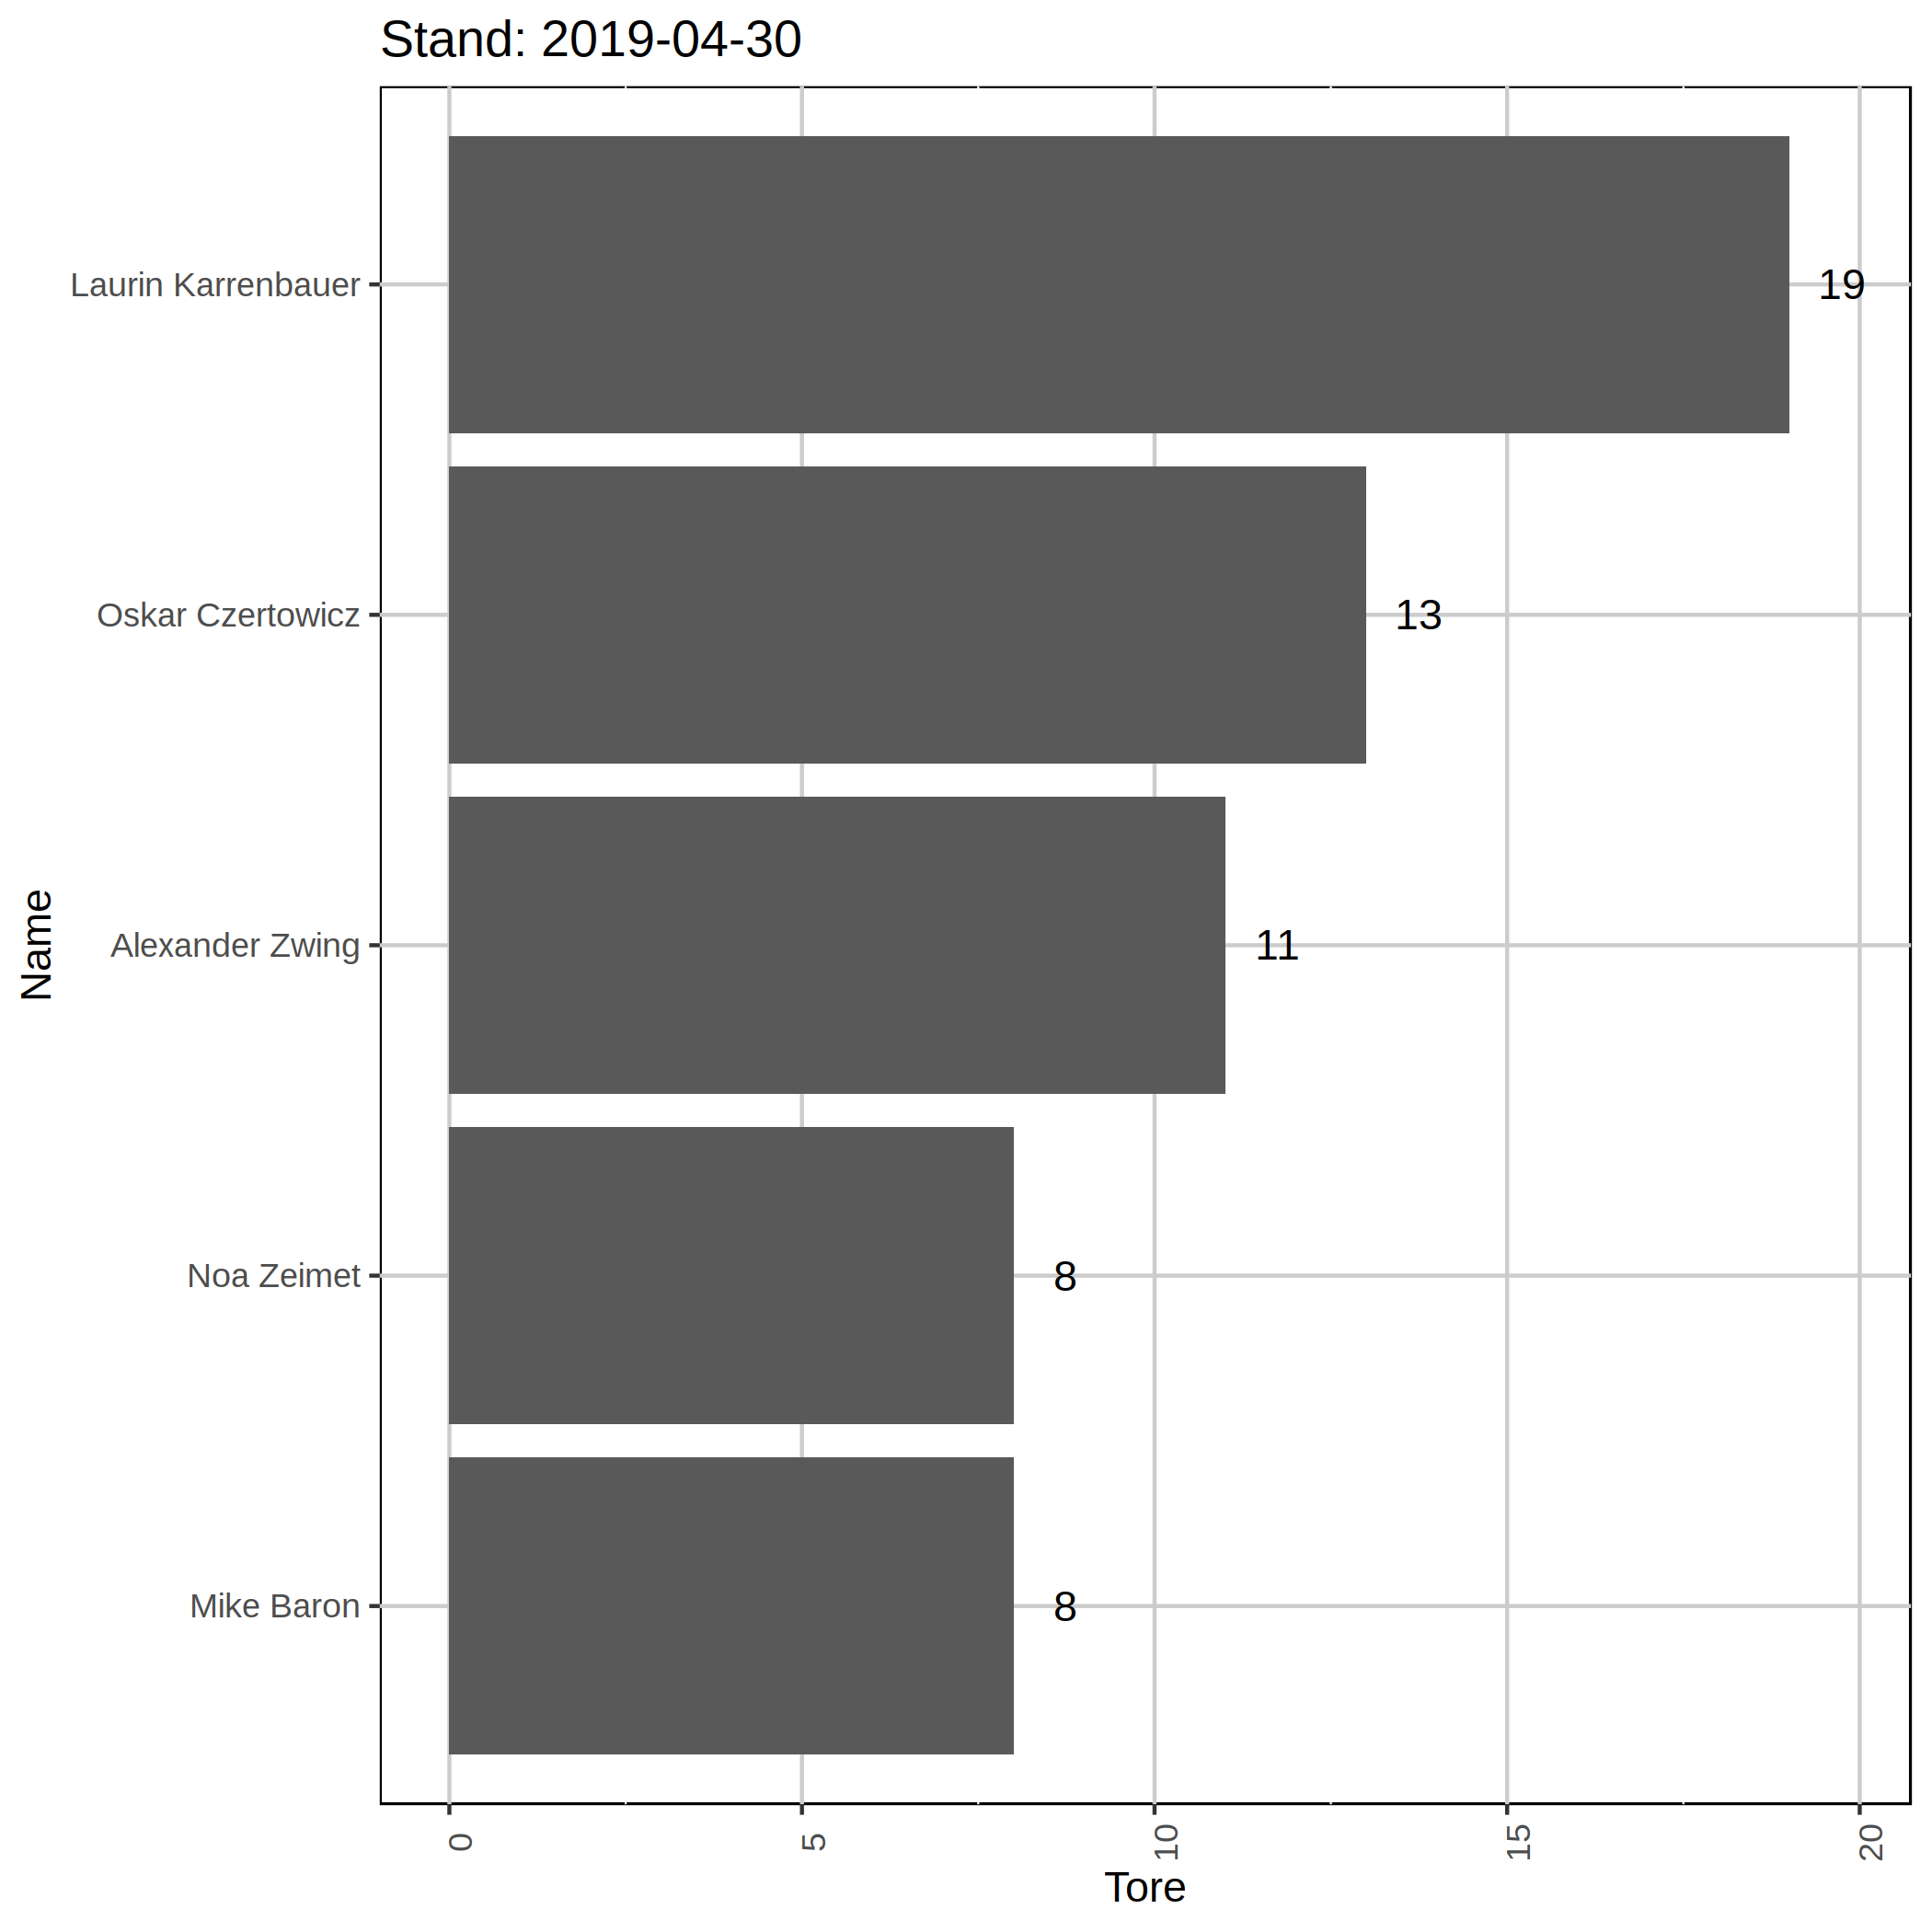 Stand: 2019-04-30
Name
Laurin Karrenbauer
19
Oskar Czertowicz
13
Alexander Zwing
11
Noa Zeimet
8
Mike Baron
8
0
5
10
15
20
Tore